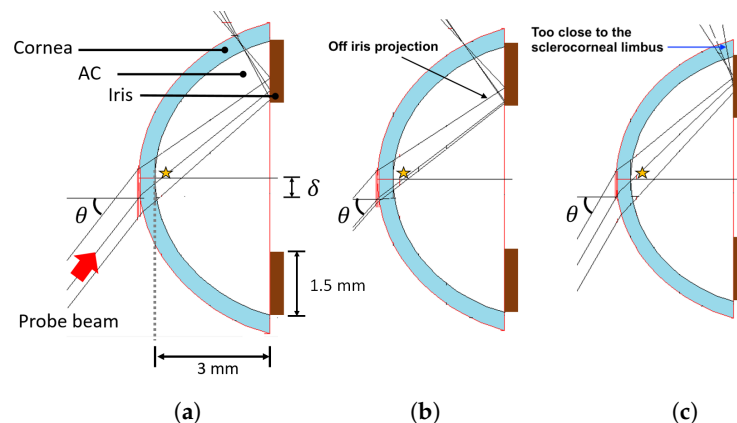 Cornea
AC
Iris
θ
δ
Probe beam
1.5 mm
3 mm
(a)
Off iris projection
θ
(b)
Too close to the
sclerocorneal limbus
θ
(c)